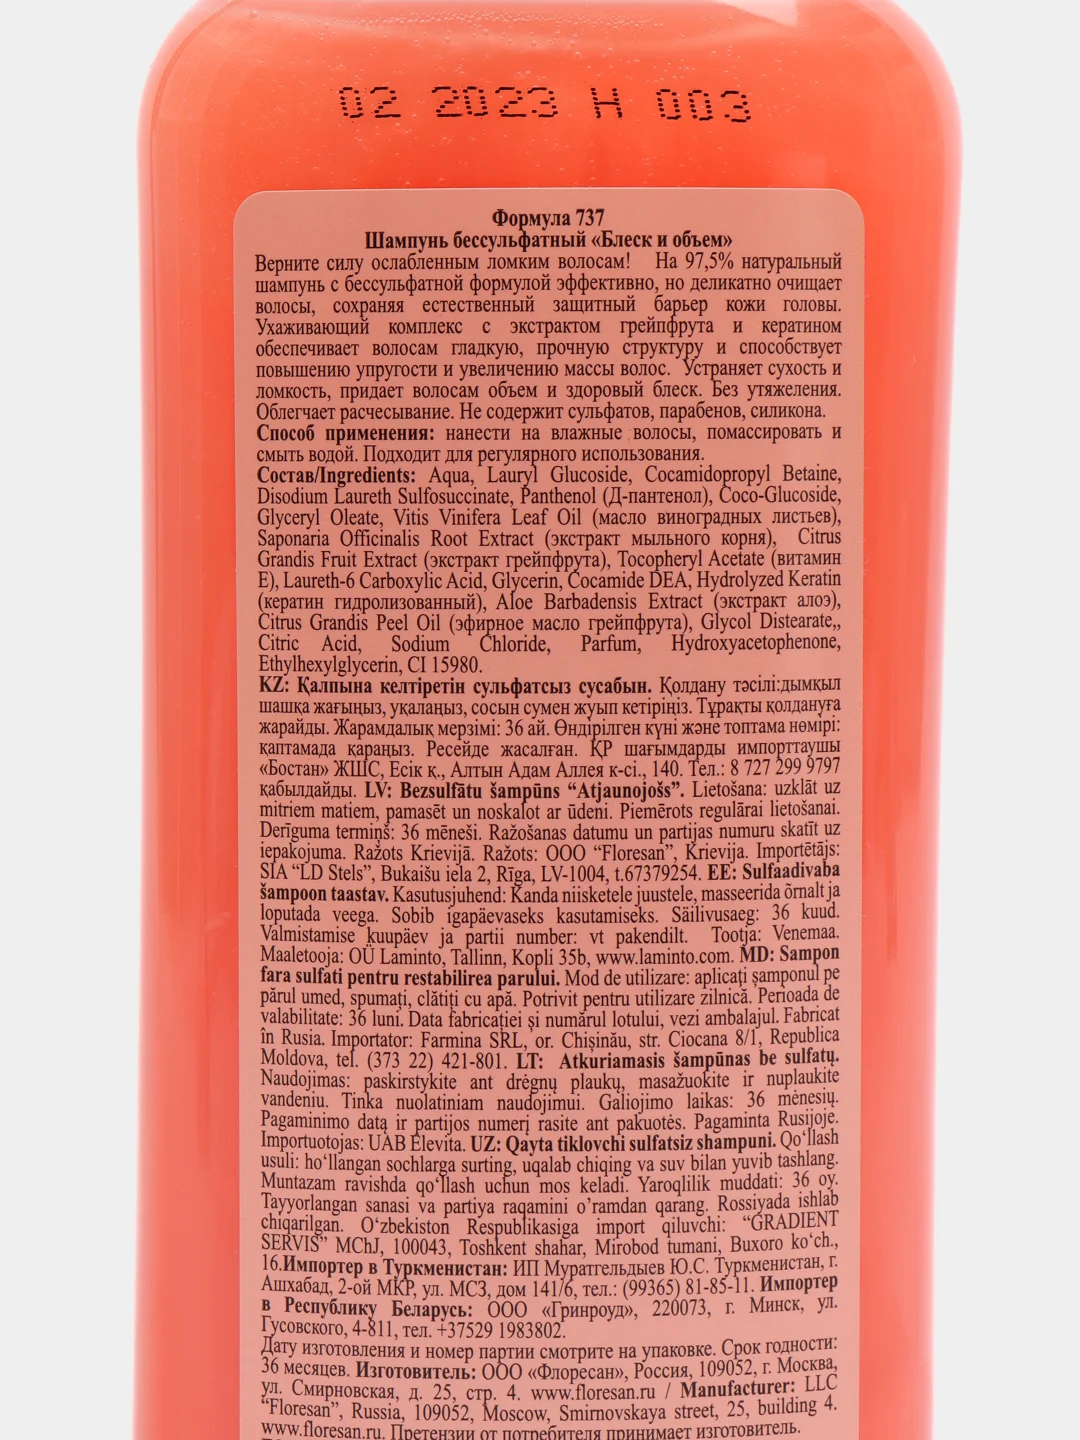 02 2023 H 003
Формула 737
Шампунь бессульфатный «Блеск и объем»
Верните силу ослабленным ломким волосам! На 97,5% натуральный
шампунь с бессульфатной формулой эффективно, но деликатно очищает
волосы, сохраняя естественный защитный барьер кожи головы.
Ухаживающий комплекс с экстрактом грейпфрута и кератином
обеспечивает волосам гладкую, прочную структуру и способствует
повышению упругости и увеличению массы волос. Устраняет сухость и
ломкость, придает волосам объем и здоровый блеск. Без утяжеления.
Облегчает расчесывание. Не содержит сульфатов, парабенов, силикона.
Способ применения: нанести на влажные волосы, помассировать и
смыть водой. Подходит для регулярного использования.
Состав/Ingredients: Aqua, Lauryl Glucoside, Cocamidopropyl Betaine,
Disodium Laureth Sulfosuccinate, Panthenol (Д-пантенол), Coco-Glucoside,
Glyceryl Oleate, Vitis Vinifera Leaf Oil (масло виноградных листьев),
Saponaria Officinalis Root Extract (экстракт мыльного корня), Citrus
Grandis Fruit Extract (экстракт грейпфрута), Tocopheryl Acetate (витамин
Е), Laureth-6 Carboxylic Acid, Glycerin, Cocamide DEA, Hydrolyzed Keratin
(кератин гидролизованный), Aloe Barbadensis Extract (экстракт алоэ),
Citrus Grandis Peel Oil (эфирное масло грейпфрута), Glycol Distearate,,
Citric Acid, Sodium Chloride, Parfum, Hydroxyacetophenone,
Ethylhexylglycerin, CI 15980.
KZ: Қалпына келтіретін сульфатсыз сусабын. Қолдану тәсілі:дымқыл
шашқа жағыңыз, уқалаңыз, сосын сумен жуып кетіріңіз. Тұрақты қолдануға
жарайды. Жарамдалық мерзімі: 36 ай. Өндірілген күні және топтама нөмірі:
қаптамада қараңыз. Ресейде жасалған. ҚР шағымдарды импорттаушы
«Бостан» ЖШС, Есік қ., Алтын Адам Аллея к-сі., 140. Тел.: 8 727 299 9797
қабылдайды. LV: Bezsulfātu šampūns “Atjaunojošs”. Lietošana: uzklāt uz
mitriem matiem, pamasēt un noskalot ar ūdeni. Piemērots regulārai lietošanai.
Derīguma termiņš: 36 mēneši. Ražošanas datumu un partijas numuru skatīt uz
iepakojuma. Ražots Krievijā. Ražots: OOO “Floresan”, Krievija. Importētājs:
SIA “LD Stels”, Bukaišu iela 2, Rīga, LV-1004, t.67379254. EE: Sulfaadivaba
šampoon taastav. Kasutusjuhend: Kanda niisketele juustele, masseerida õrnalt ja
loputada veega. Sobib igapäevaseks kasutamiseks. Säilivusaeg: 36 kuud.
Valmistamise kuupäev ja partii number: vt pakendilt. Tootja: Venemaa.
Maaletooja: OÜ Laminto, Tallinn, Kopli 35b, www.laminto.com. MD: Sampon
fara sulfati pentru restabilirea parului. Mod de utilizare: aplicați șamponul pe
părul umed, spumați, clătiți cu apă. Potrivit pentru utilizare zilnică. Perioada de
valabilitate: 36 luni. Data fabricației și numărul lotului, vezi ambalajul. Fabricat
în Rusia. Importator: Farmina SRL, or. Chișinău, str. Ciocana 8/1, Republica
Moldova, tel. (373 22) 421-801. LT: Atkuriamasis šampūnas be sulfatų.
Naudojimas: paskirstykite ant drėgnų plaukų, masažuokite ir nuplaukite
vandeniu. Tinka nuolatiniam naudojimui. Galiojimo laikas: 36 mėnesių.
Pagaminimo datą ir partijos numerį rasite ant pakuotės. Pagaminta Rusijoje.
Importuotojas: UAB Elevita. UZ: Qayta tiklovchi sulfatsiz shampuni. Qo‘llash
usuli: ho‘llangan sochlarga surting, uqalab chiqing va suv bilan yuvib tashlang.
Muntazam ravishda qo‘llash uchun mos keladi. Yaroqlilik muddati: 36 oy.
Tayyorlangan sanasi va partiya raqamini o’ramdan qarang. Rossiyada ishlab
chiqarilgan. O‘zbekiston Respublikasiga import qiluvchi: “GRADIENT
SERVIS” MChJ, 100043, Toshkent shahar, Mirobod tumani, Buxoro ko‘ch.,
16.Импортер в Туркменистан: ИП Муратгельдыев Ю.С. Туркменистан, г.
Ашхабад, 2-ой МКР, ул. МСЗ, дом 141/6, тел.: (99365) 81-85-11. Импортер
в Республику Беларусь: ООО «Гринроуд», 220073, г. Минск, ул.
Гусовского, 4-811, тел. +37529 1983802.
Дату изготовления и номер партии смотрите на упаковке. Срок годности:
36 месяцев. Изготовитель: ООО «Флоресан», Россия, 109052, г. Москва,
ул. Смирновская, д. 25, стр. 4. www.floresan.ru / Manufacturer: LLC
“Floresan”, Russia, 109052, Moscow, Smirnovskaya street, 25, building 4.
www.floresan.ru. Претензии от потребителя принимает изготовитель.